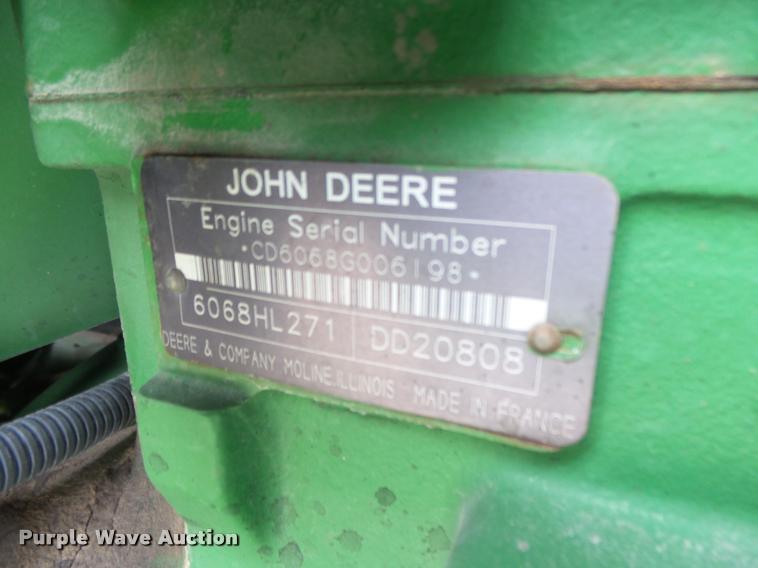 JOHN DEERE
Engine Serial Number
*CD6068G006198*
6068HL271 DD20808
DEERE & COMPANY MOLINE,ILLINOIS MADE IN FRANCE
Purple Wave Auction